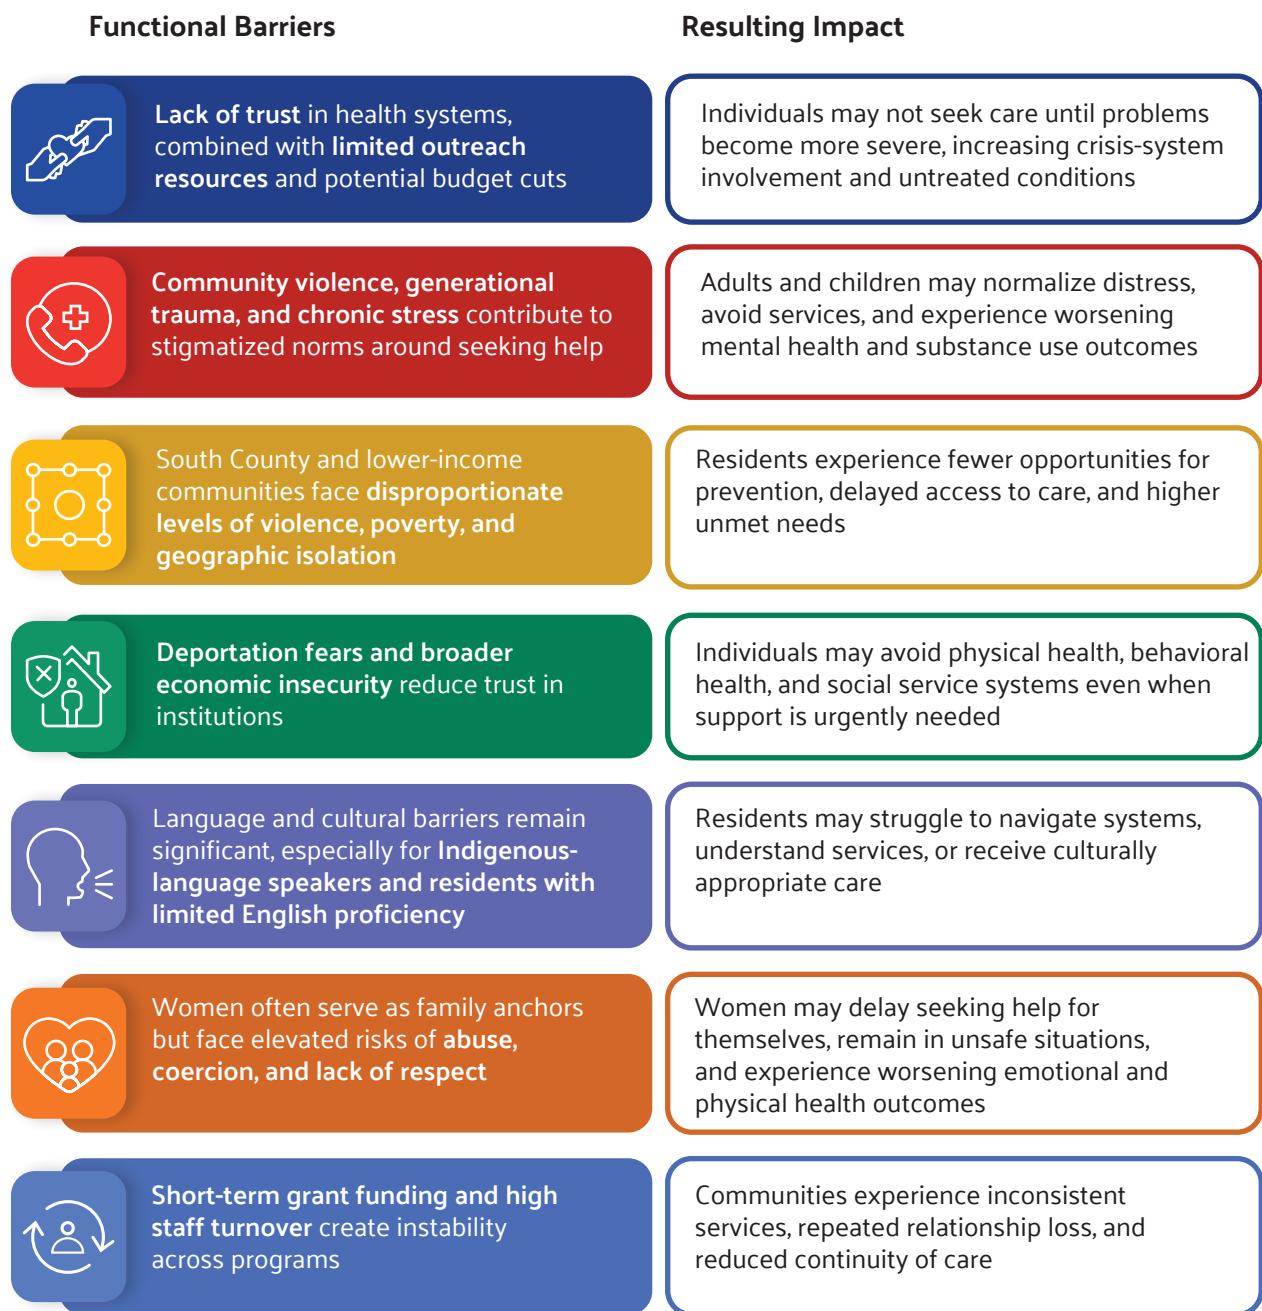 Functional Barriers
Resulting Impact
Lack of trust in health systems,
combined with limited outreach
resources and potential budget cuts
Individuals may not seek care until problems
become more severe, increasing crisis-system
involvement and untreated conditions
Community violence, generational
trauma, and chronic stress contribute to
stigmatized norms around seeking help
Adults and children may normalize distress,
avoid services, and experience worsening
mental health and substance use outcomes
South County and lower-income
communities face disproportionate
levels of violence, poverty, and
geographic isolation
Residents experience fewer opportunities for
prevention, delayed access to care, and higher
unmet needs
Deportation fears and broader
economic insecurity reduce trust in
institutions
Individuals may avoid physical health, behavioral
health, and social service systems even when
support is urgently needed
Language and cultural barriers remain
significant, especially for Indigenous-
language speakers and residents with
limited English proficiency
Residents may struggle to navigate systems,
understand services, or receive culturally
appropriate care
Women often serve as family anchors
but face elevated risks of abuse,
coercion, and lack of respect
Women may delay seeking help for
themselves, remain in unsafe situations,
and experience worsening emotional and
physical health outcomes
Short-term grant funding and high
staff turnover create instability
across programs
Communities experience inconsistent
services, repeated relationship loss, and
reduced continuity of care